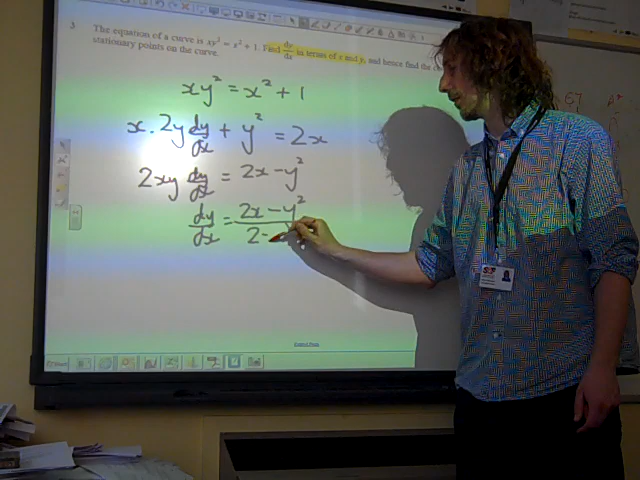 3 The equation of a curve is xy² = x² + 1. Find dy/dx in terms of x and y, and hence find the
stationary points on the curve.
xy² = x² + 1
x . 2y dy/dx + y² = 2x
2xy dy/dx = 2x - y²
dy/dx = 2x - y² / 2
67